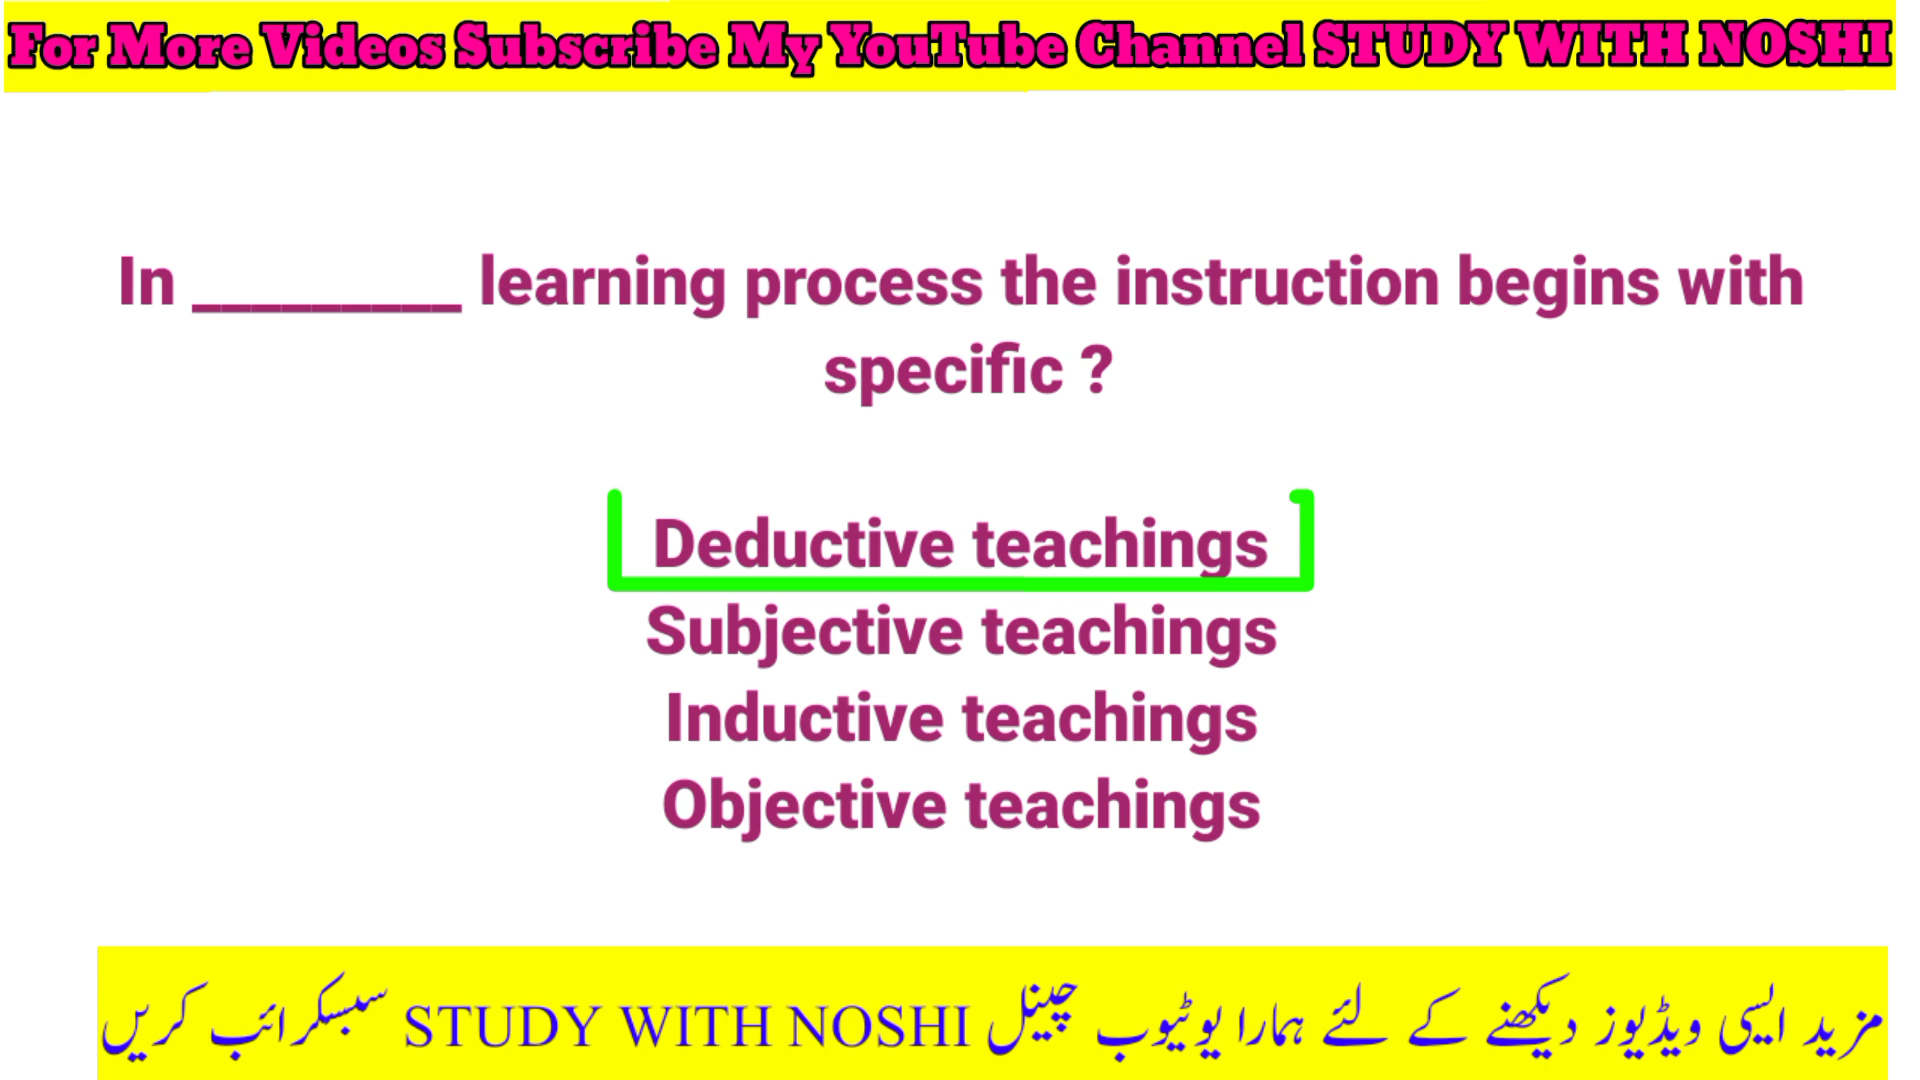 For More Videos Subscribe My YouTube Channel STUDY WITH NOSHI
In _________ learning process the instruction begins with
specific ?
Deductive teachings
Subjective teachings
Inductive teachings
Objective teachings
مزید ایسی ویڈیوز دیکھنے کے لئے ہمارا یوٹیوب چینل STUDY WITH NOSHI سبسکرائب کریں